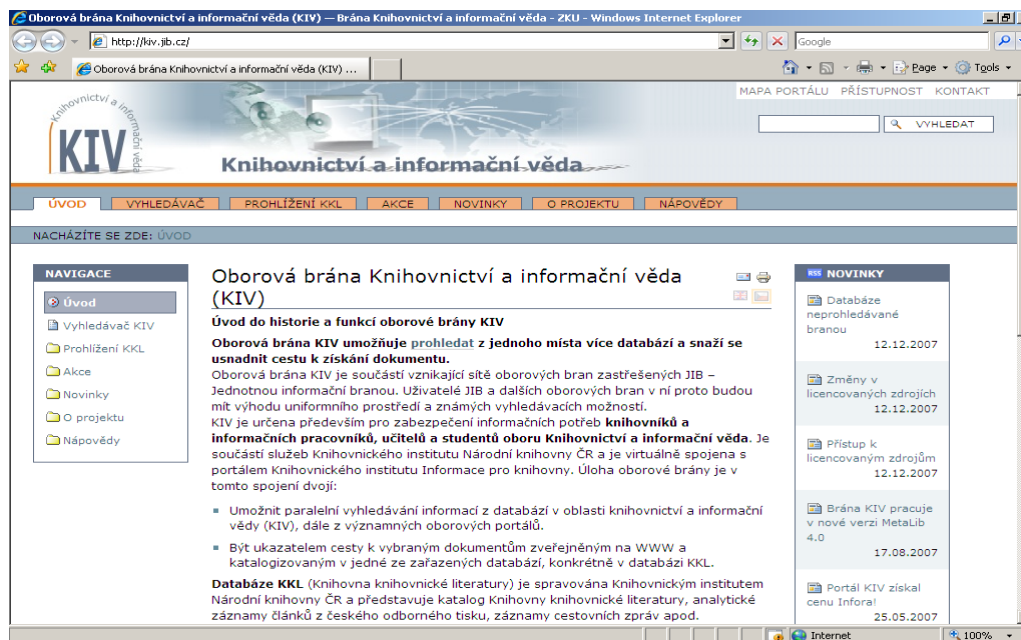 Oborová brána Knihovnictví a informační věda (KIV) — Brána Knihovnictví a informační věda - ZKU - Windows Internet Explorer
http://kiv.jib.cz/
Google
Oborová brána Knihovnictví a informační věda (KIV) ...
Page
Tools
MAPA PORTÁLU PŘÍSTUPNOST KONTAKT
VYHLEDAT
Knihovnictví a informační věda
KIV
Knihovnictví a informační věda
ÚVOD VYHLEDÁVAČ PROHLÍŽENÍ KKL AKCE NOVINKY O PROJEKTU NÁPOVĚDY
NACHÁZÍTE SE ZDE: ÚVOD
NAVIGACE
Úvod
Vyhledávač KIV
Prohlížení KKL
Akce
Novinky
O projektu
Nápovědy
Oborová brána Knihovnictví a informační věda
(KIV)
Úvod do historie a funkcí oborové brány KIV
Oborová brána KIV umožňuje prohledat z jednoho místa více databází a snaží se
usnadnit cestu k získání dokumentu.
Oborová brána KIV je součástí vznikající sítě oborových bran zastřešených JIB –
Jednotnou informační branou. Uživatelé JIB a dalších oborových bran v ní proto budou
mít výhodu uniformního prostředí a známých vyhledávacích možností.
KIV je určena především pro zabezpečení informačních potřeb knihovníků a
informačních pracovníků, učitelů a studentů oboru Knihovnictví a informační věda. Je
součástí služeb Knihovnického institutu Národní knihovny ČR a je virtuálně spojena s
portálem Knihovnického institutu Informace pro knihovny. Úloha oborové brány je v
tomto spojení dvojí:
Umožnit paralelní vyhledávání informací z databází v oblasti knihovnictví a informační
vědy (KIV), dále z významných oborových portálů.
Být ukazatelem cesty k vybraným dokumentům zveřejněným na WWW a
katalogizovaným v jedné ze zařazených databází, konkrétně v databázi KKL.
Databáze KKL (Knihovna knihovnické literatury) je spravována Knihovnickým institutem
Národní knihovny ČR a představuje katalog Knihovny knihovnické literatury, analytické
záznamy článků z českého odborného tisku, záznamy cestovních zpráv apod.
RSS NOVINKY
Databáze
neprohledávané
branou
12.12.2007
Změny v
licencovaných zdrojích
12.12.2007
Přístup k
licencovaným zdrojům
12.12.2007
Brána KIV pracuje
v nové verzi MetaLib
4.0
17.08.2007
Portál KIV získal
cenu Infora!
25.05.2007
Internet
100%